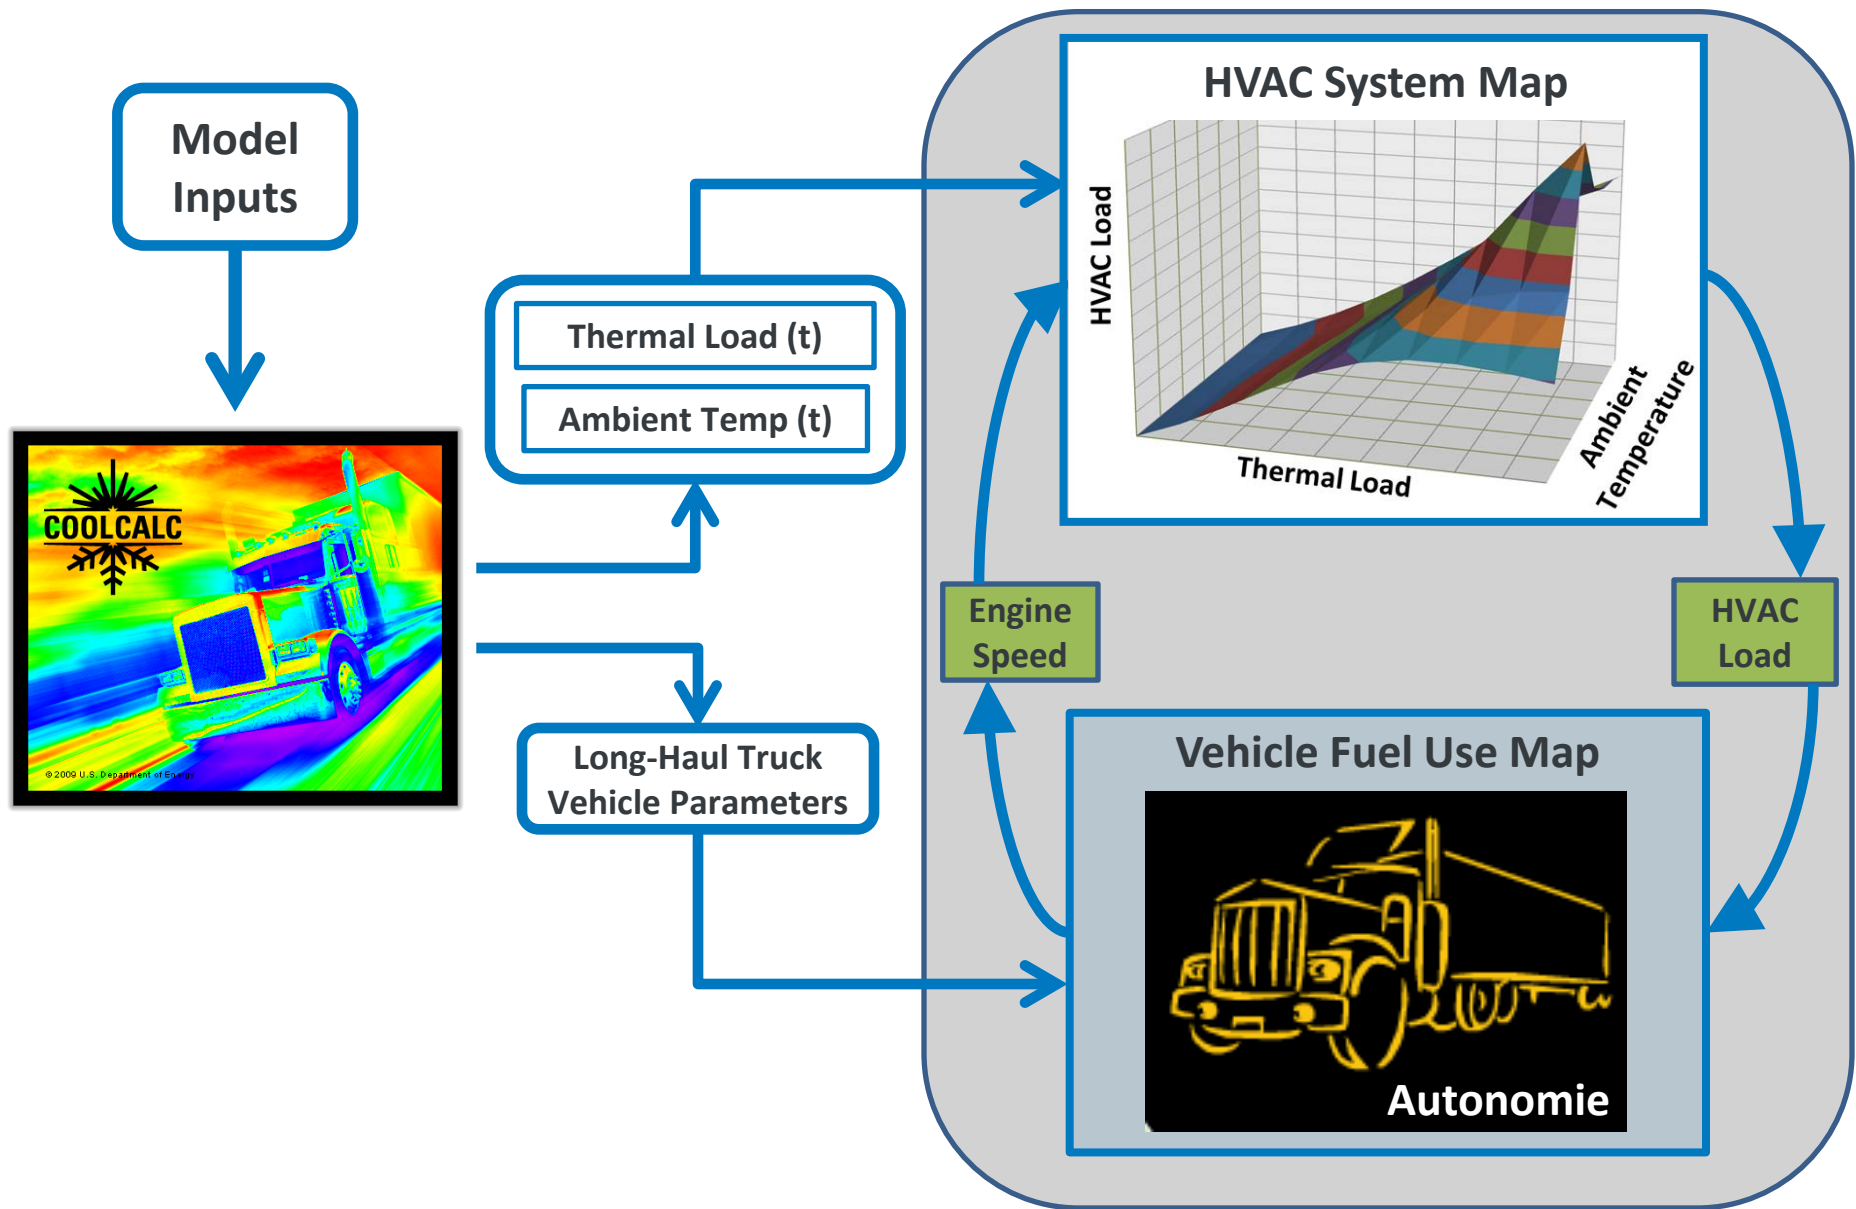 Model
Inputs
COOLCALC
© 2009 U.S. Department of Energy
Thermal Load (t)
Ambient Temp (t)
Long-Haul Truck
Vehicle Parameters
HVAC System Map
HVAC Load
Thermal Load
Ambient
Temperature
Engine
Speed
HVAC
Load
Vehicle Fuel Use Map
Autonomie